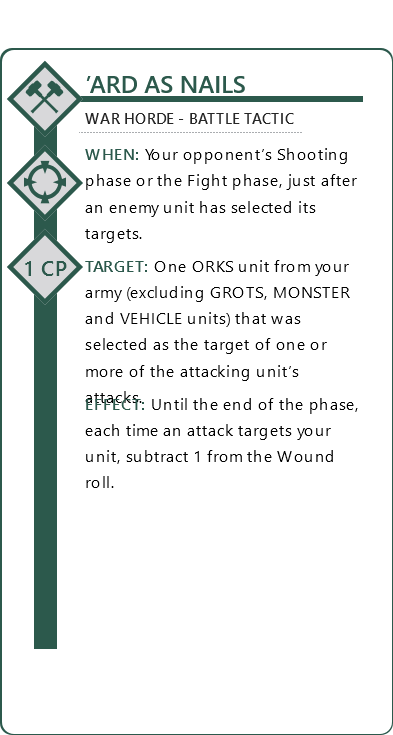 ’ARD AS NAILS
WAR HORDE - BATTLE TACTIC
WHEN: Your opponent’s Shooting
phase or the Fight phase, just after
an enemy unit has selected its
targets.
1 CP
TARGET: One ORKS unit from your
army (excluding GROTS, MONSTER
and VEHICLE units) that was
selected as the target of one or
more of the attacking unit’s
attacks.
EFFECT: Until the end of the phase,
each time an attack targets your
unit, subtract 1 from the Wound
roll.